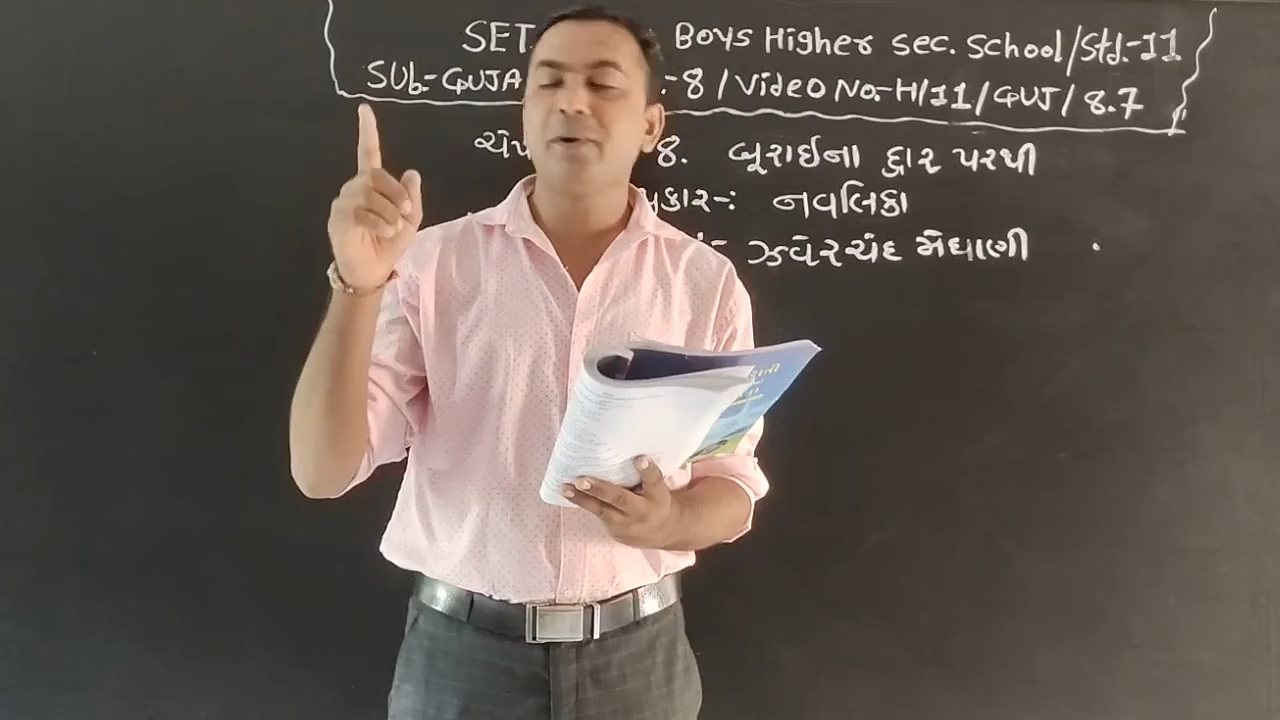 SET Boys Higher sec. School/Std.-11
SUb.-GUJA :-8 / Video No.-H/11/GUJ/8.7
8. બૂરાઈના દ્વાર પરથી
પ્રકાર-: નવલિકા
ઝવેરચંદ મેઘાણી